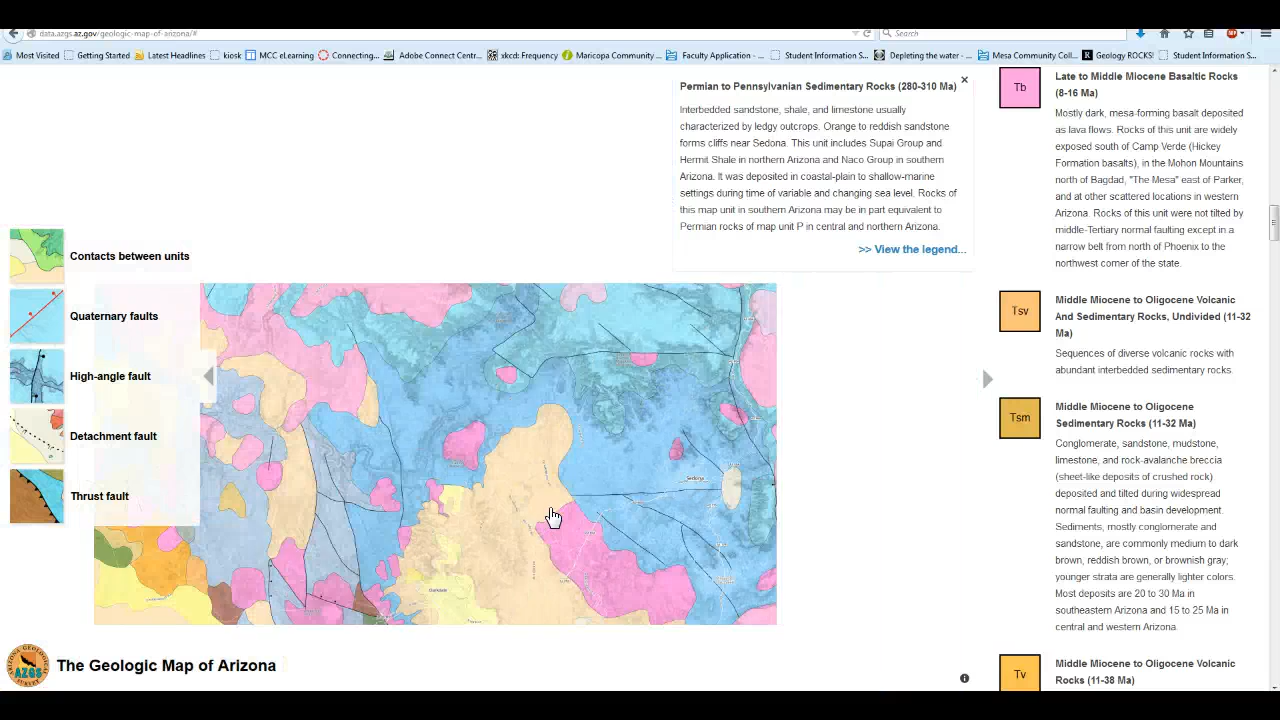 data.azgs.az.gov/geologic-map-of-arizona/#
Search
Most Visited
Getting Started
Latest Headlines
kiosk
MCC eLearning
Connecting...
Adobe Connect Centr...
xkcd: Frequency
Maricopa Community ...
Faculty Application - ...
Student Information S...
Depleting the water - ...
Mesa Community Coll...
Geology ROCKS!
Student Information S...
Permian to Pennsylvanian Sedimentary Rocks (280-310 Ma)
Interbedded sandstone, shale, and limestone usually
characterized by ledgy outcrops. Orange to reddish sandstone
forms cliffs near Sedona. This unit includes Supai Group and
Hermit Shale in northern Arizona and Naco Group in southern
Arizona. It was deposited in coastal-plain to shallow-marine
settings during time of variable and changing sea level. Rocks of
this map unit in southern Arizona may be in part equivalent to
Permian rocks of map unit P in central and northern Arizona.
>> View the legend...
Contacts between units
Quaternary faults
High-angle fault
Detachment fault
Thrust fault
Sedona
Clarkdale
The Geologic Map of Arizona
Tb
Late to Middle Miocene Basaltic Rocks
(8-16 Ma)
Mostly dark, mesa-forming basalt deposited
as lava flows. Rocks of this unit are widely
exposed south of Camp Verde (Hickey
Formation basalts), in the Mohon Mountains
north of Bagdad, "The Mesa" east of Parker,
and at other scattered locations in western
Arizona. Rocks of this unit were not tilted by
middle-Tertiary normal faulting except in a
narrow belt from north of Phoenix to the
northwest corner of the state.
Tsv
Middle Miocene to Oligocene Volcanic
And Sedimentary Rocks, Undivided (11-32
Ma)
Sequences of diverse volcanic rocks with
abundant interbedded sedimentary rocks.
Tsm
Middle Miocene to Oligocene
Sedimentary Rocks (11-32 Ma)
Conglomerate, sandstone, mudstone,
limestone, and rock-avalanche breccia
(sheet-like deposits of crushed rock)
deposited and tilted during widespread
normal faulting and basin development.
Sediments, mostly conglomerate and
sandstone, are commonly medium to dark
brown, reddish brown, or brownish gray;
younger strata are generally lighter colors.
Most deposits are 20 to 30 Ma in
southeastern Arizona and 15 to 25 Ma in
central and western Arizona.
Tv
Middle Miocene to Oligocene Volcanic
Rocks (11-38 Ma)